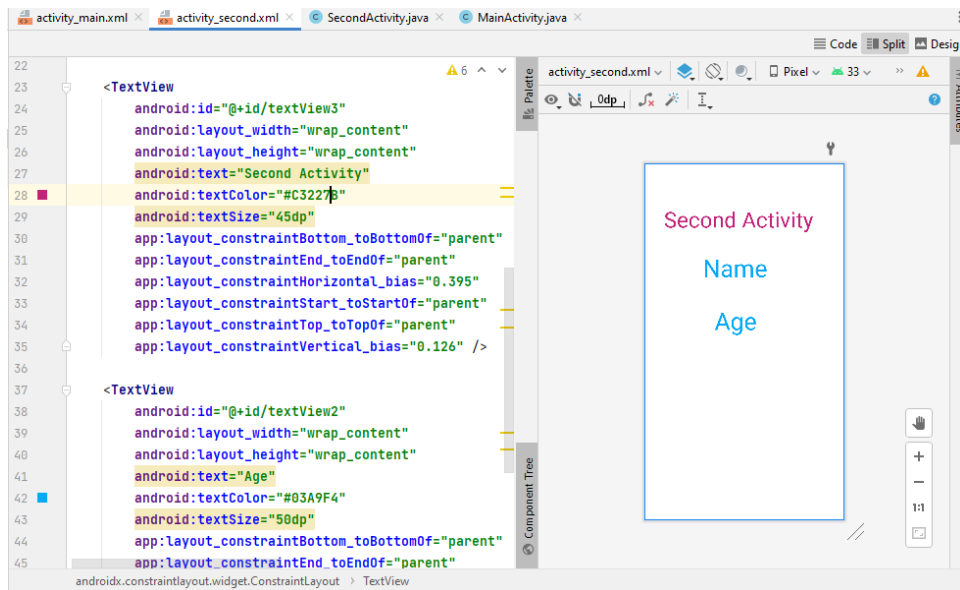 activity_main.xml × activity_second.xml × SecondActivity.java × MainActivity.java ×
Code Split Desig
22
23 <TextView
24 android:id="@+id/textView3"
25 android:layout_width="wrap_content"
26 android:layout_height="wrap_content"
27 android:text="Second Activity"
28 android:textColor="#C3227B"
29 android:textSize="45dp"
30 app:layout_constraintBottom_toBottomOf="parent"
31 app:layout_constraintEnd_toEndOf="parent"
32 app:layout_constraintHorizontal_bias="0.395"
33 app:layout_constraintStart_toStartOf="parent"
34 app:layout_constraintTop_toTopOf="parent"
35 app:layout_constraintVertical_bias="0.126" />
36
37 <TextView
38 android:id="@+id/textView2"
39 android:layout_width="wrap_content"
40 android:layout_height="wrap_content"
41 android:text="Age"
42 android:textColor="#03A9F4"
43 android:textSize="50dp"
44 app:layout_constraintBottom_toBottomOf="parent"
45 app:layout_constraintEnd_toEndOf="parent"
6
Palette
Component Tree
activity_second.xml Pixel 33 »
0dp
Attributes
Second Activity
Name
Age
1:1
androidx.constraintlayout.widget.ConstraintLayout › TextView